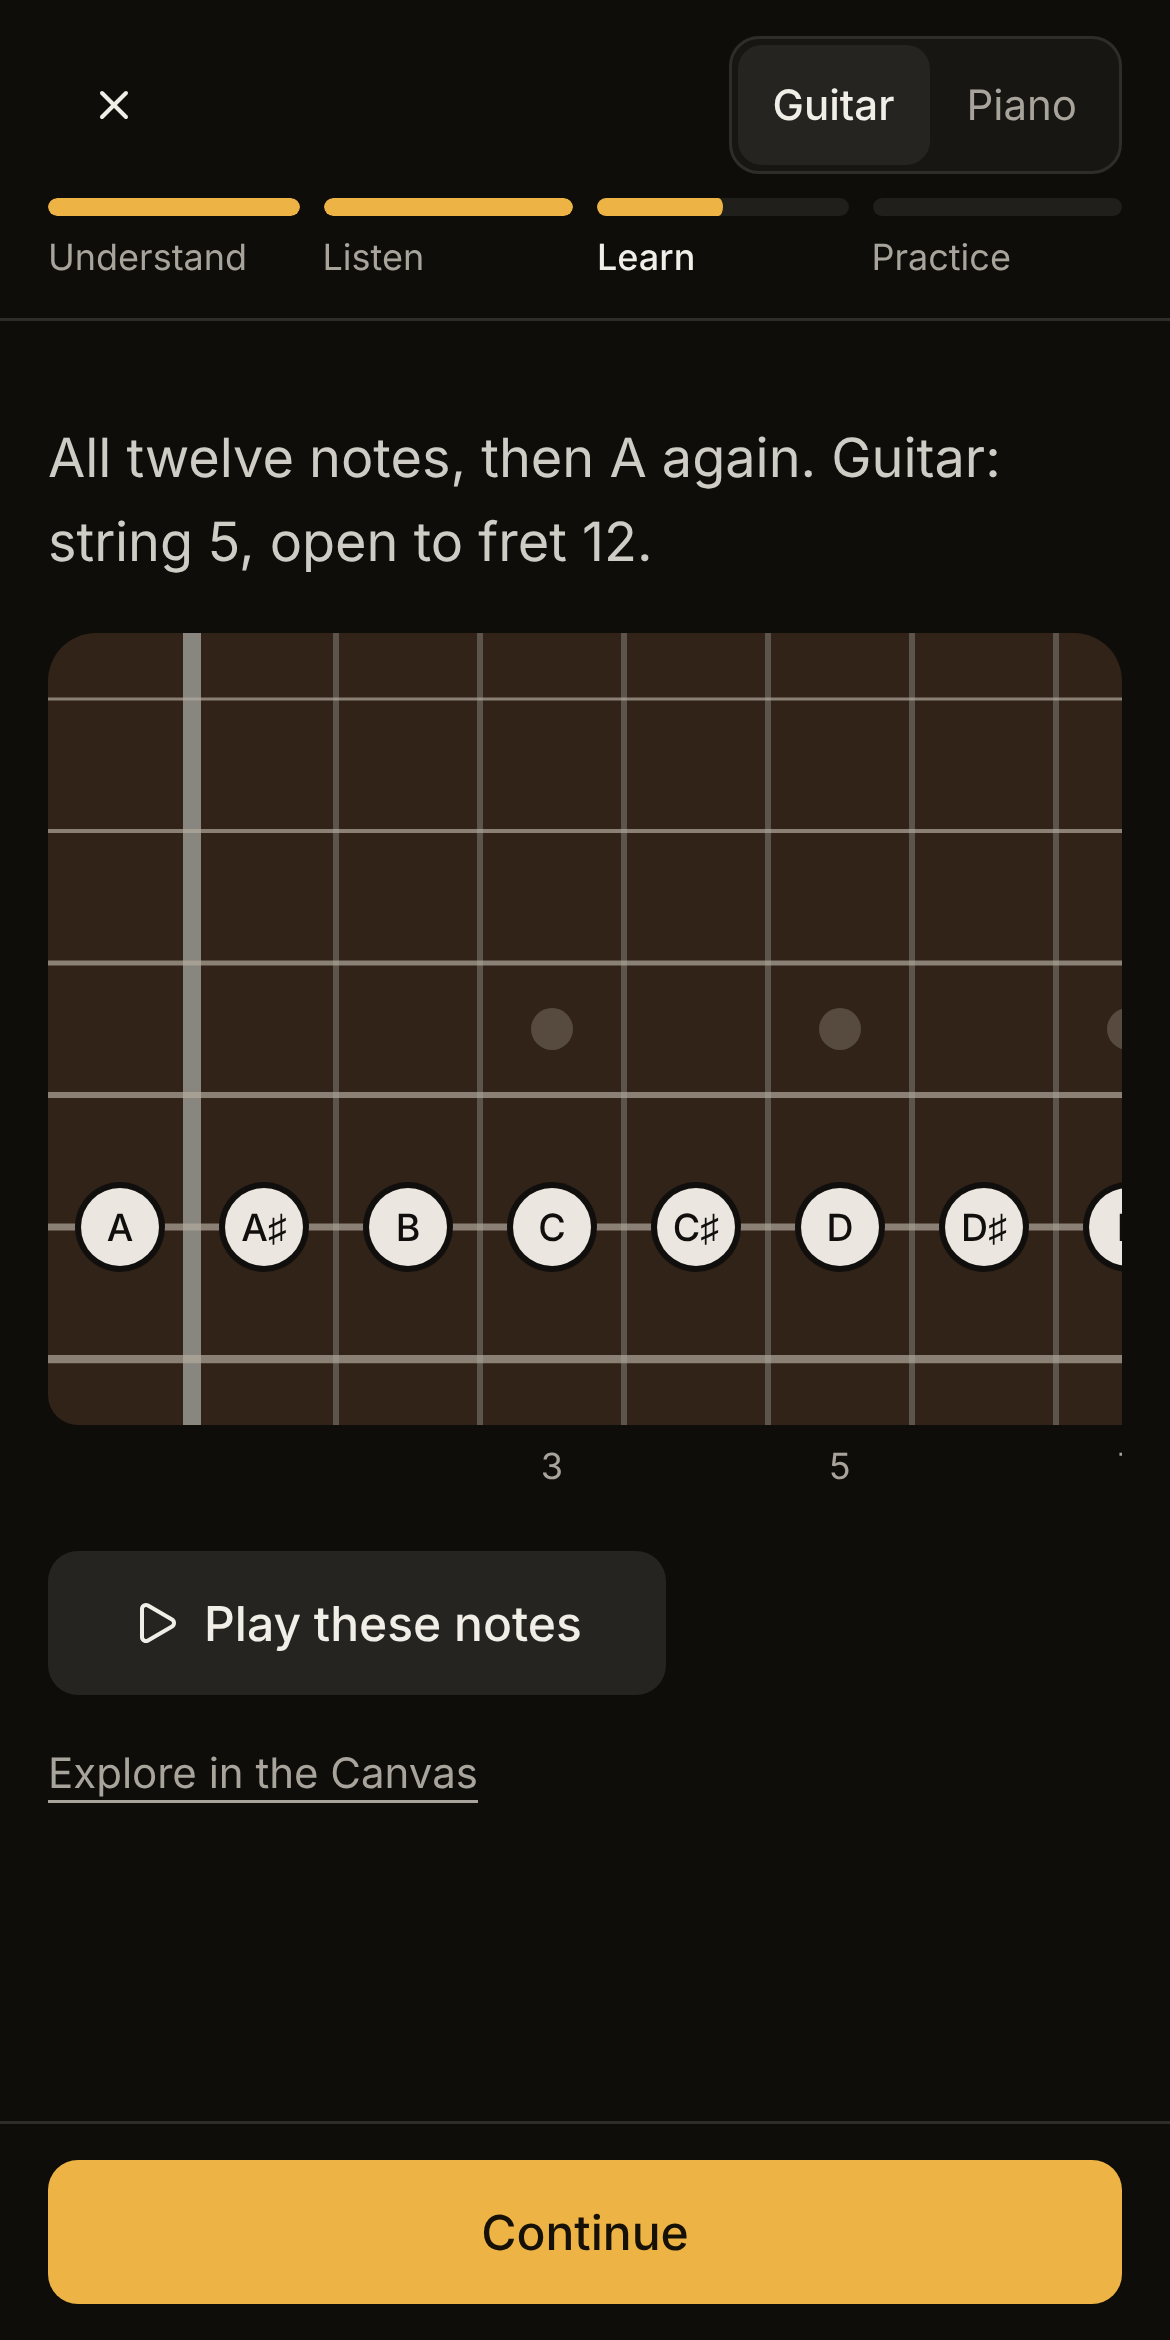 Guitar Piano
Understand Listen Learn Practice
All twelve notes, then A again. Guitar:
string 5, open to fret 12.
A A♯ B C C♯ D D♯
3 5
Play these notes
Explore in the Canvas
Continue